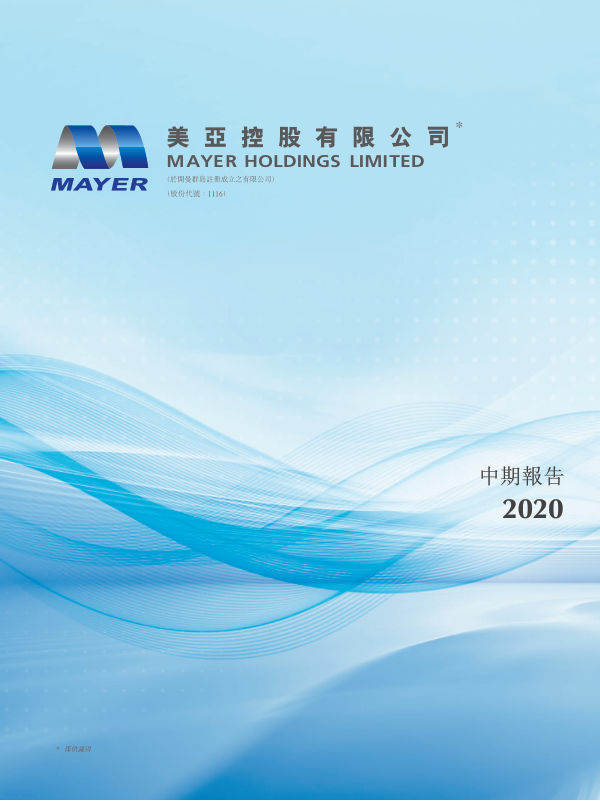 美亞控股有限公司*
MAYER HOLDINGS LIMITED
MAYER
(於開曼群島註冊成立之有限公司)
(股份代號：1116)
中期報告
2020
* 僅供識別